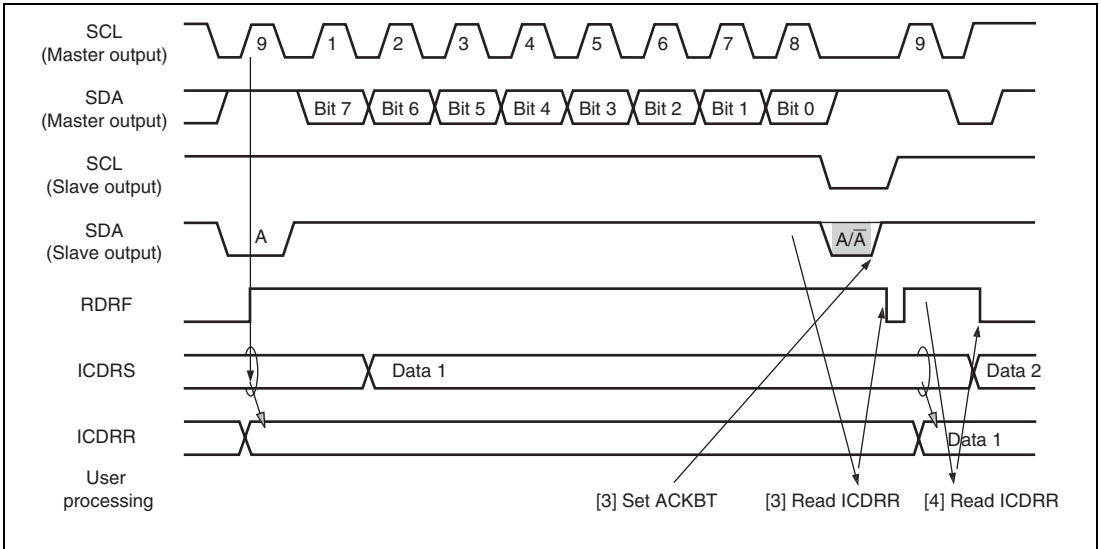 SCL
(Master output)
9 1 2 3 4 5 6 7 8 9
SDA
(Master output)
Bit 7 Bit 6 Bit 5 Bit 4 Bit 3 Bit 2 Bit 1 Bit 0
SCL
(Slave output)
SDA
(Slave output)
A A/A̅
RDRF
ICDRS
Data 1 Data 2
ICDRR
Data 1
User
processing
[3] Set ACKBT [3] Read ICDRR [4] Read ICDRR